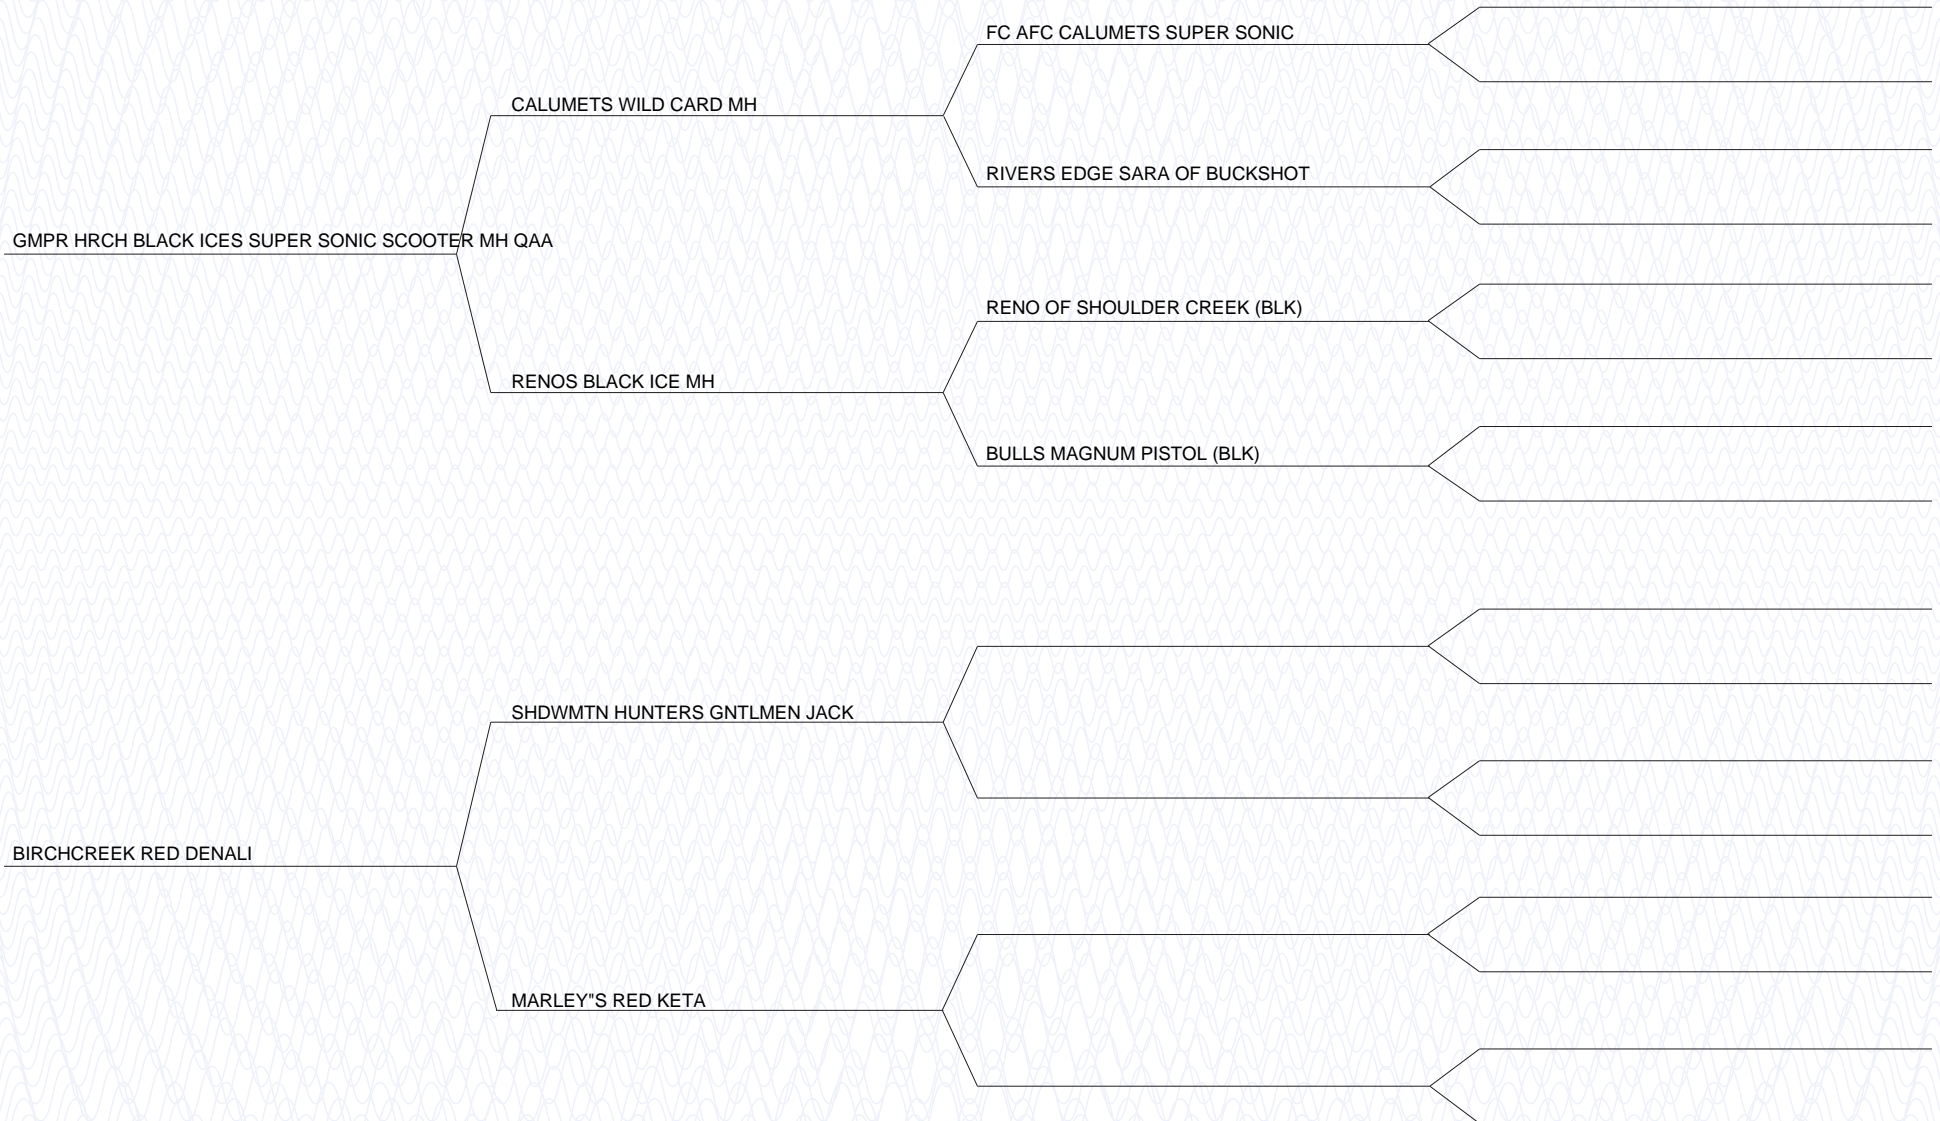 FC AFC CALUMETS SUPER SONIC
CALUMETS WILD CARD MH
RIVERS EDGE SARA OF BUCKSHOT
GMPR HRCH BLACK ICES SUPER SONIC SCOOTER MH QAA
RENO OF SHOULDER CREEK (BLK)
RENOS BLACK ICE MH
BULLS MAGNUM PISTOL (BLK)
SHDWMTN HUNTERS GNTLMEN JACK
BIRCHCREEK RED DENALI
MARLEY"S RED KETA